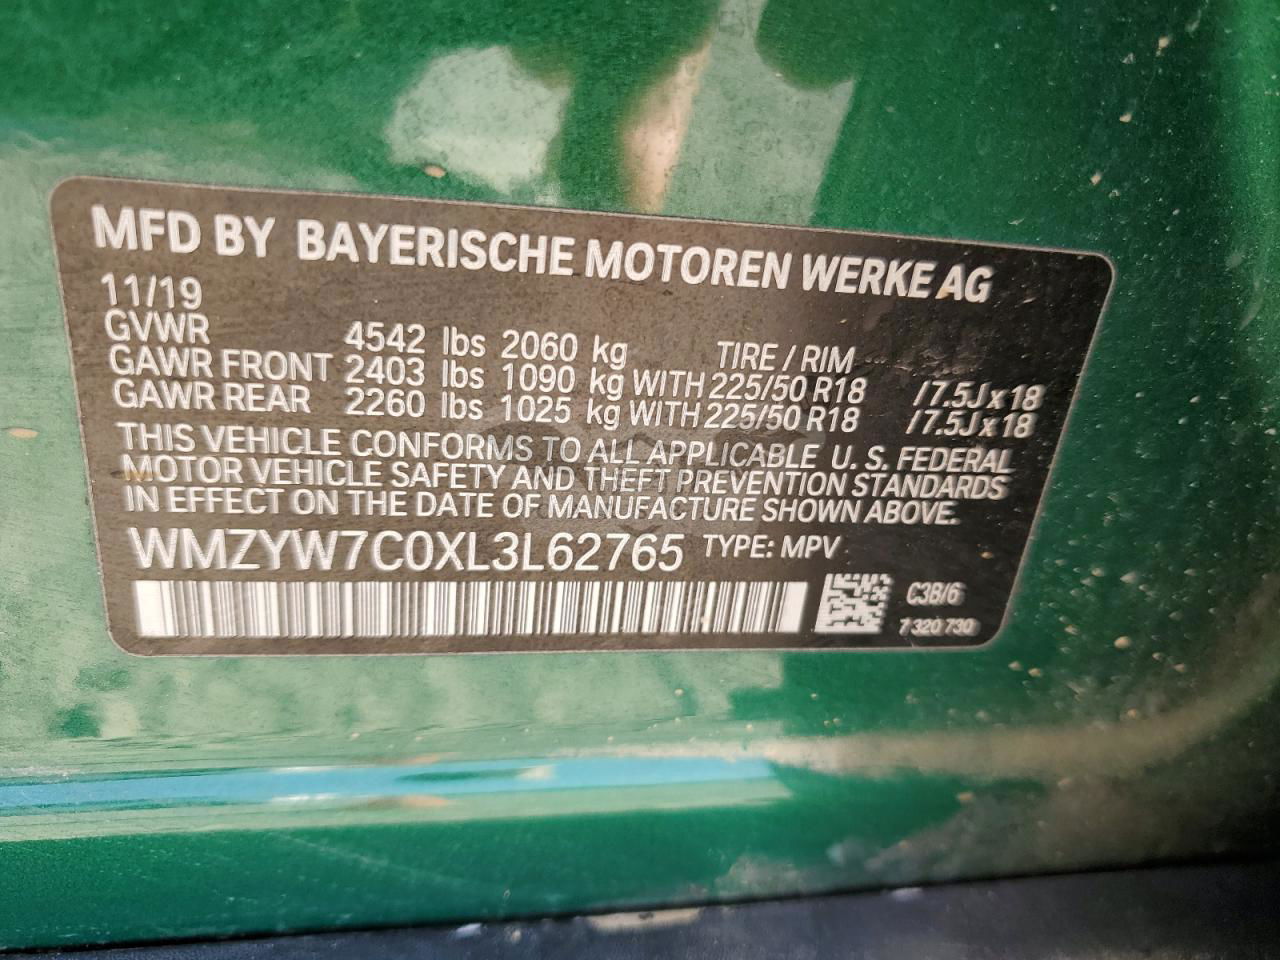 MFD BY BAYERISCHE MOTOREN WERKE AG
11/19
GVWR 4542 lbs 2060 kg TIRE / RIM
GAWR FRONT 2403 lbs 1090 kg WITH 225/50 R18 /7.5J x 18
GAWR REAR 2260 lbs 1025 kg WITH 225/50 R18 /7.5J x 18
THIS VEHICLE CONFORMS TO ALL APPLICABLE U. S. FEDERAL
MOTOR VEHICLE SAFETY AND THEFT PREVENTION STANDARDS
IN EFFECT ON THE DATE OF MANUFACTURE SHOWN ABOVE.
WMZYW7C0XL3L62765 TYPE: MPV
C38/6
7 320 730